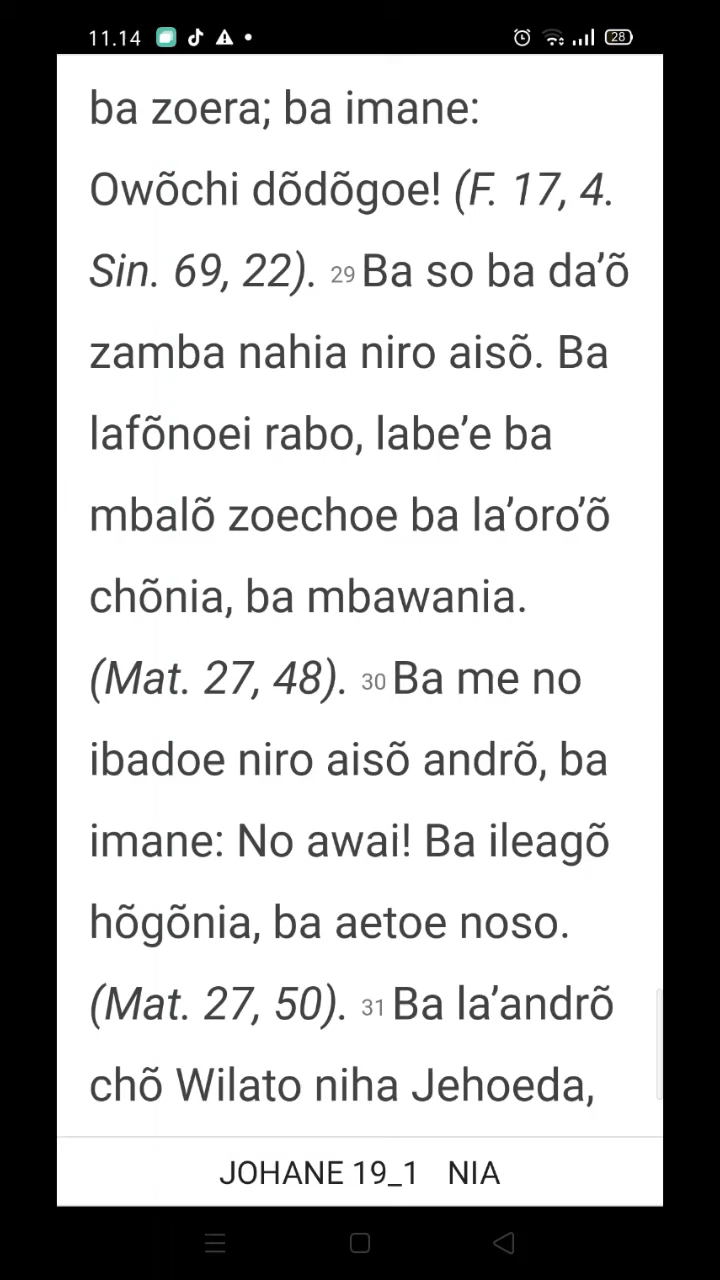 11.14
28
ba zoera; ba imane:
Owõchi dõdõgoe! (F. 17, 4.
Sin. 69, 22). 29 Ba so ba da’õ
zamba nahia niro aisõ. Ba
lafõnoei rabo, labe’e ba
mbalõ zoechoe ba la’oro’õ
chõnia, ba mbawania.
(Mat. 27, 48). 30 Ba me no
ibadoe niro aisõ andrõ, ba
imane: No awai! Ba ileagõ
hõgõnia, ba aetoe noso.
(Mat. 27, 50). 31 Ba la’andrõ
chõ Wilato niha Jehoeda,
JOHANE 19_1 NIA